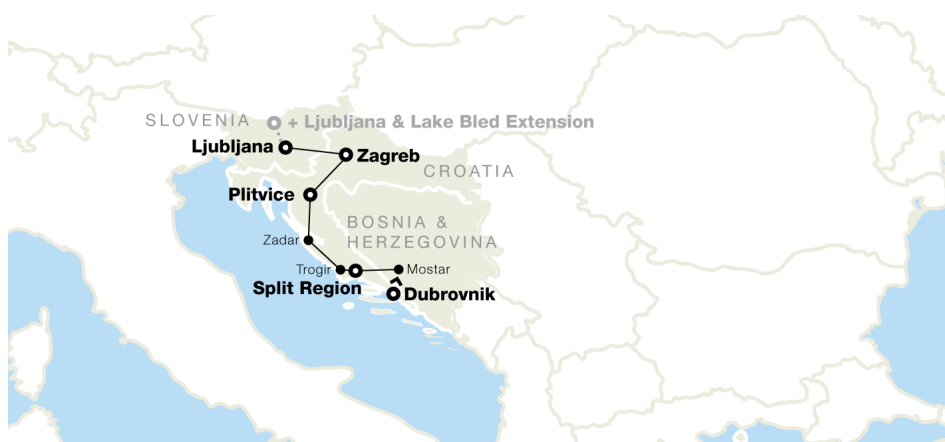 SLOVENIA
+ Ljubljana & Lake Bled Extension
Ljubljana
Zagreb
CROATIA
Plitvice
BOSNIA &
HERZEGOVINA
Zadar
Trogir
Mostar
Split Region
Dubrovnik